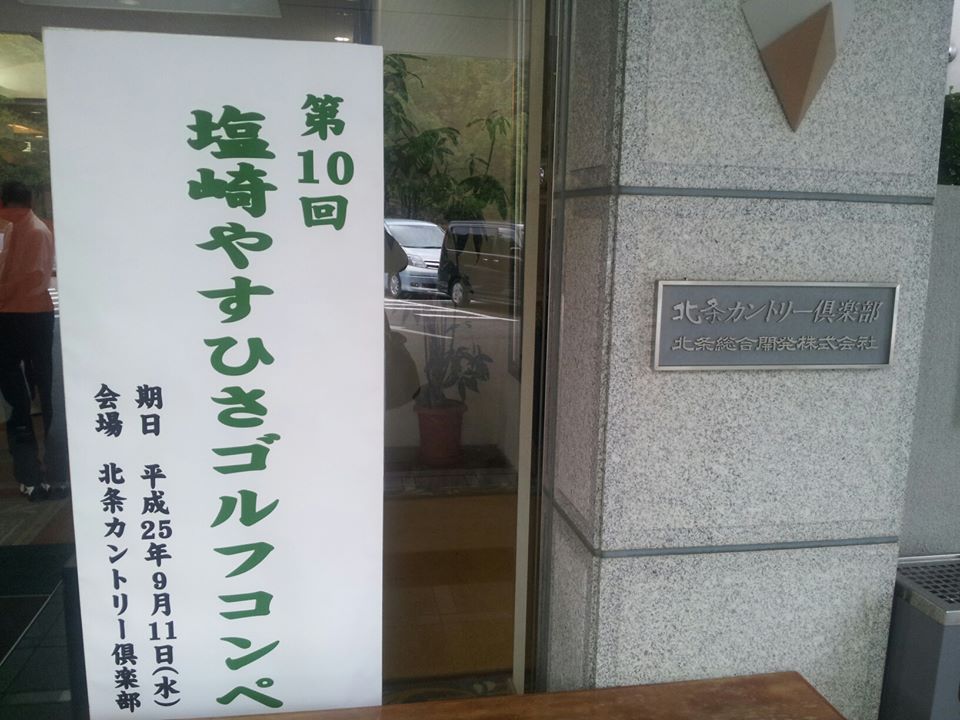 第10回
塩崎やすひさゴルフコンペ
期日 平成25年9月11日(水)
会場 北条カントリー倶楽部
北条カントリー倶楽部
北条総合開発株式会社